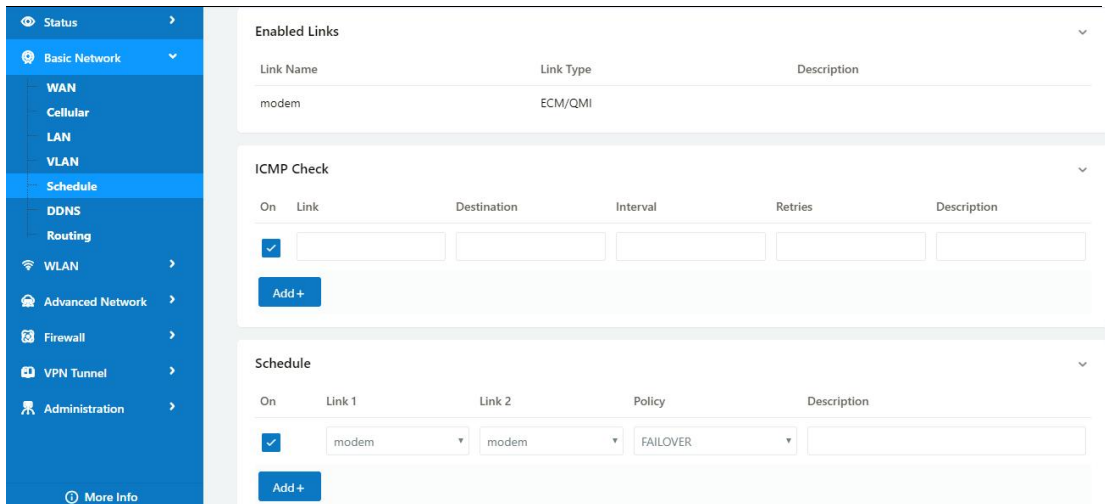 Status
Basic Network
WAN
Cellular
LAN
VLAN
Schedule
DDNS
Routing
WLAN
Advanced Network
Firewall
VPN Tunnel
Administration
More Info
Enabled Links
Link Name Link Type Description
modem ECM/QMI
ICMP Check
On Link Destination Interval Retries Description
Add+
Schedule
On Link 1 Link 2 Policy Description
modem modem FAILOVER
Add+